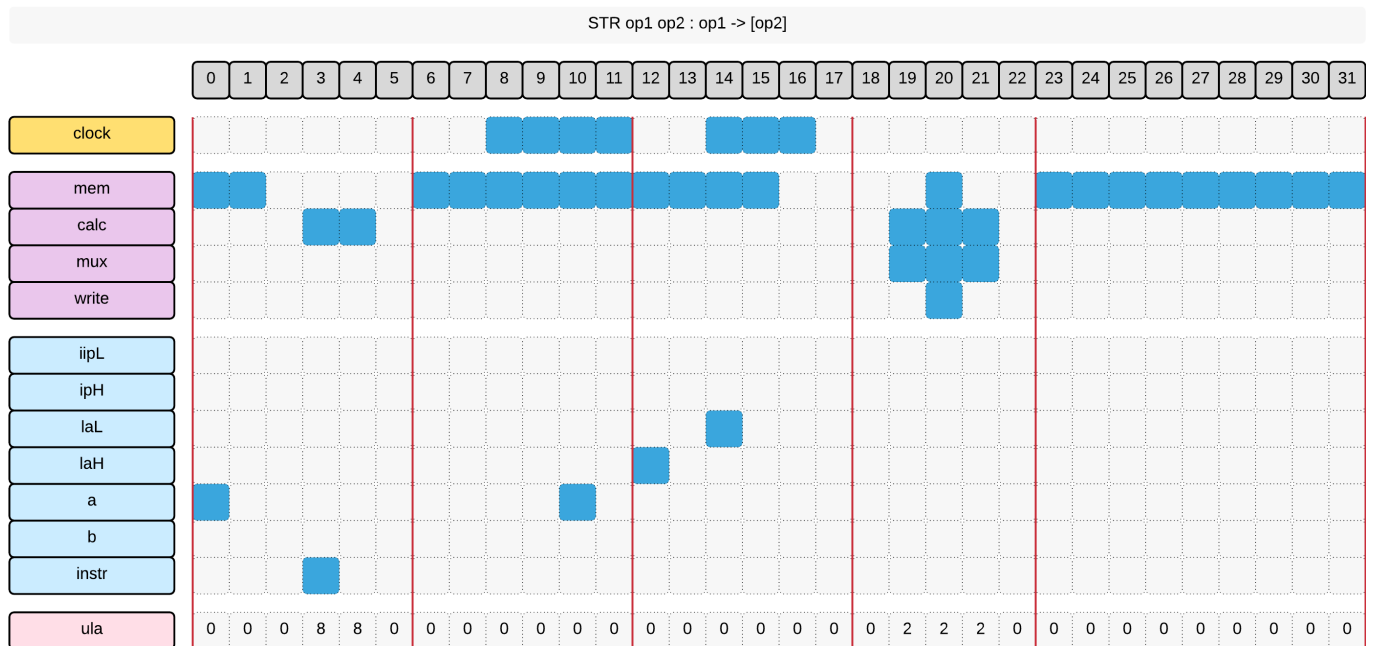 STR op1 op2 : op1 -> [op2]
0 1 2 3 4 5 6 7 8 9 10 11 12 13 14 15 16 17 18 19 20 21 22 23 24 25 26 27 28 29 30 31
clock
mem
calc
mux
write
iipL
ipH
laL
laH
a
b
instr
ula 0 0 0 8 8 0 0 0 0 0 0 0 0 0 0 0 0 0 0 2 2 2 0 0 0 0 0 0 0 0 0 0